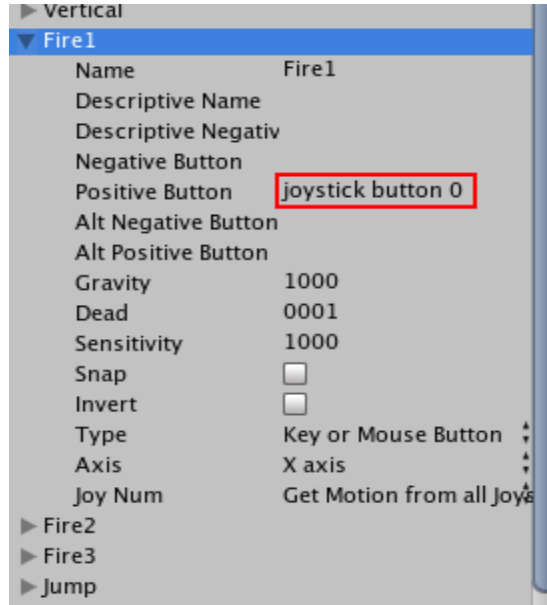 Vertical
Fire1
Name Fire1
Descriptive Name
Descriptive Negativ
Negative Button
Positive Button joystick button 0
Alt Negative Button
Alt Positive Button
Gravity 1000
Dead 0001
Sensitivity 1000
Snap
Invert
Type Key or Mouse Button
Axis X axis
Joy Num Get Motion from all Joys
Fire2
Fire3
Jump